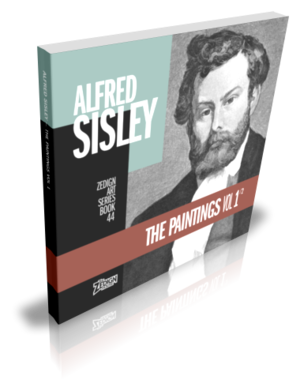 ALFRED
SISLEY
ZEDIGN
ART
SERIES
BOOK
44
THE PAINTINGS VOL 1
ZEDIGN
ALFRED SISLEY
THE PAINTINGS VOL 1